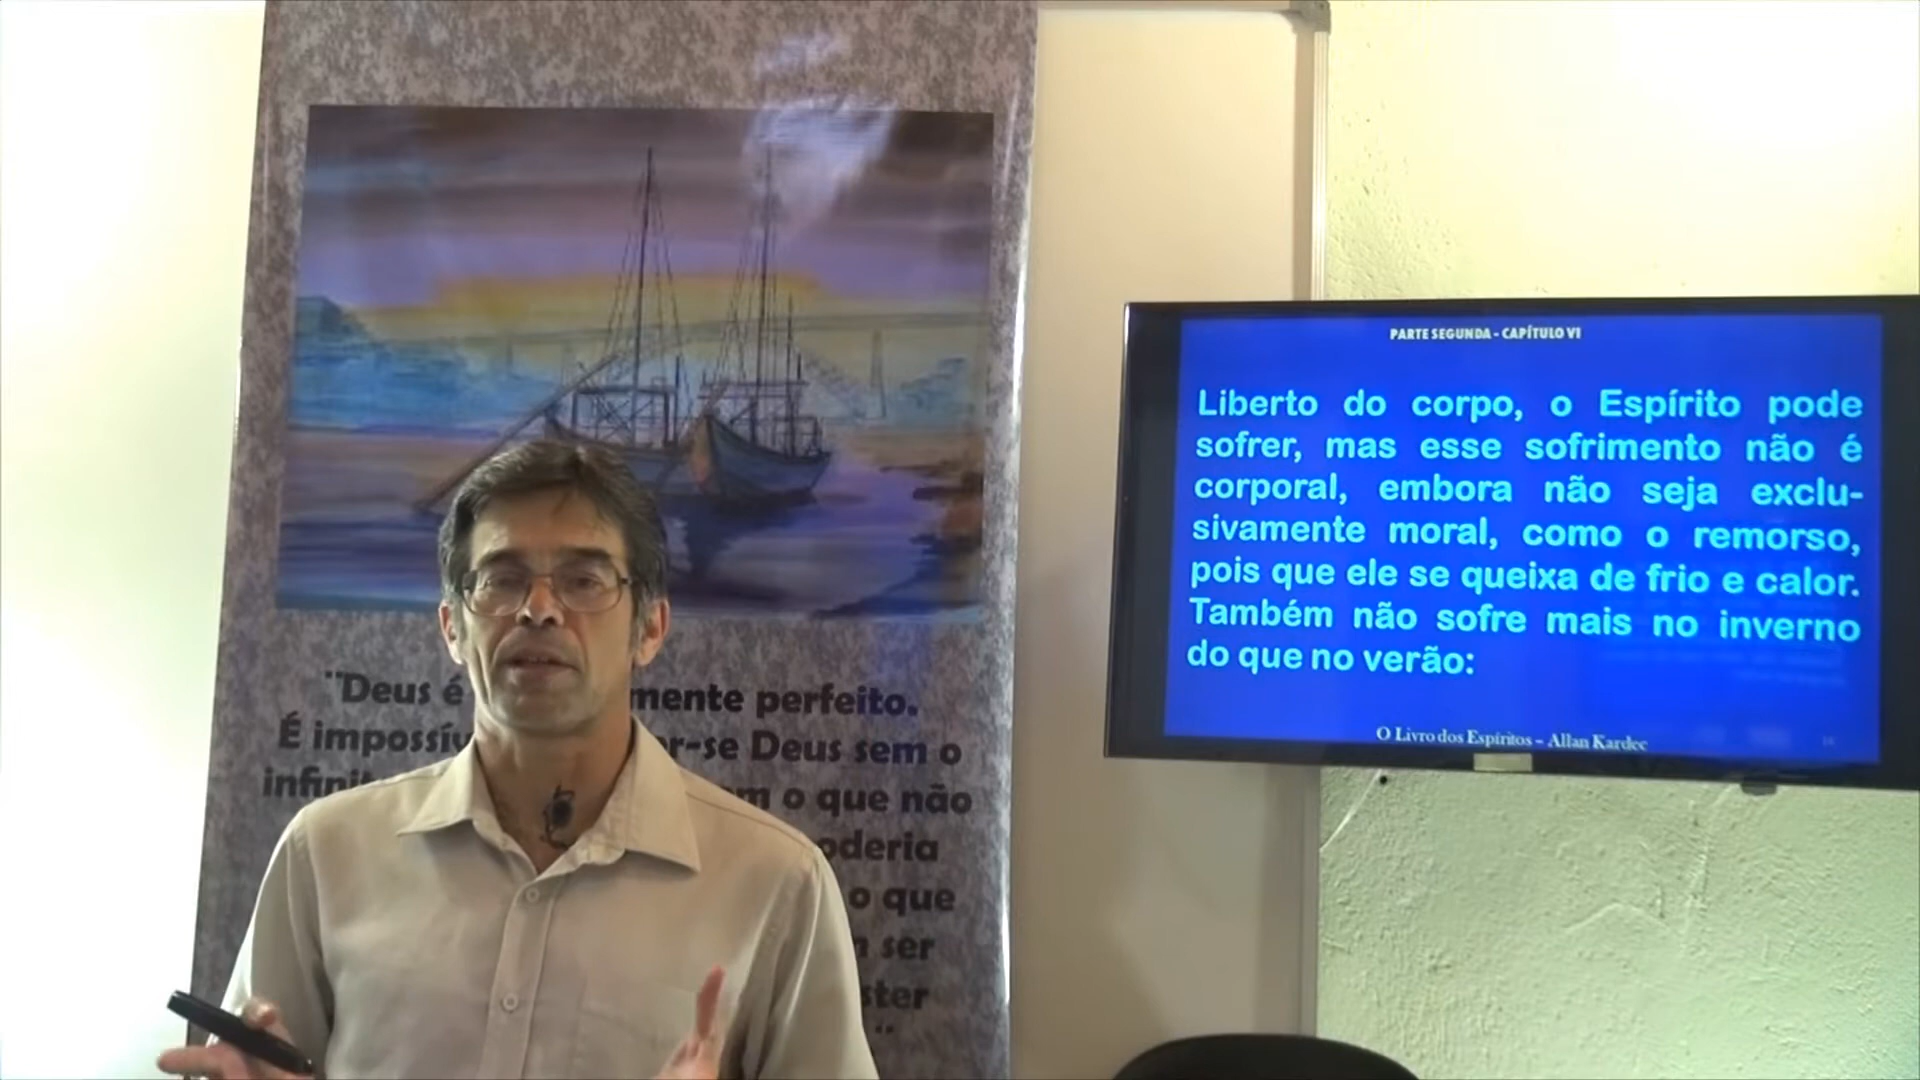 "Deus é
mente perfeito.
É impossív
r-se Deus sem o
infini
m o que não
oderia
o que
ser
ster
"
PARTE SEGUNDA - CAPÍTULO VI
Liberto do corpo, o Espírito pode
sofrer, mas esse sofrimento não é
corporal, embora não seja exclu-
sivamente moral, como o remorso,
pois que ele se queixa de frio e calor.
Também não sofre mais no inverno
do que no verão:
O Livro dos Espíritos – Allan Kardec